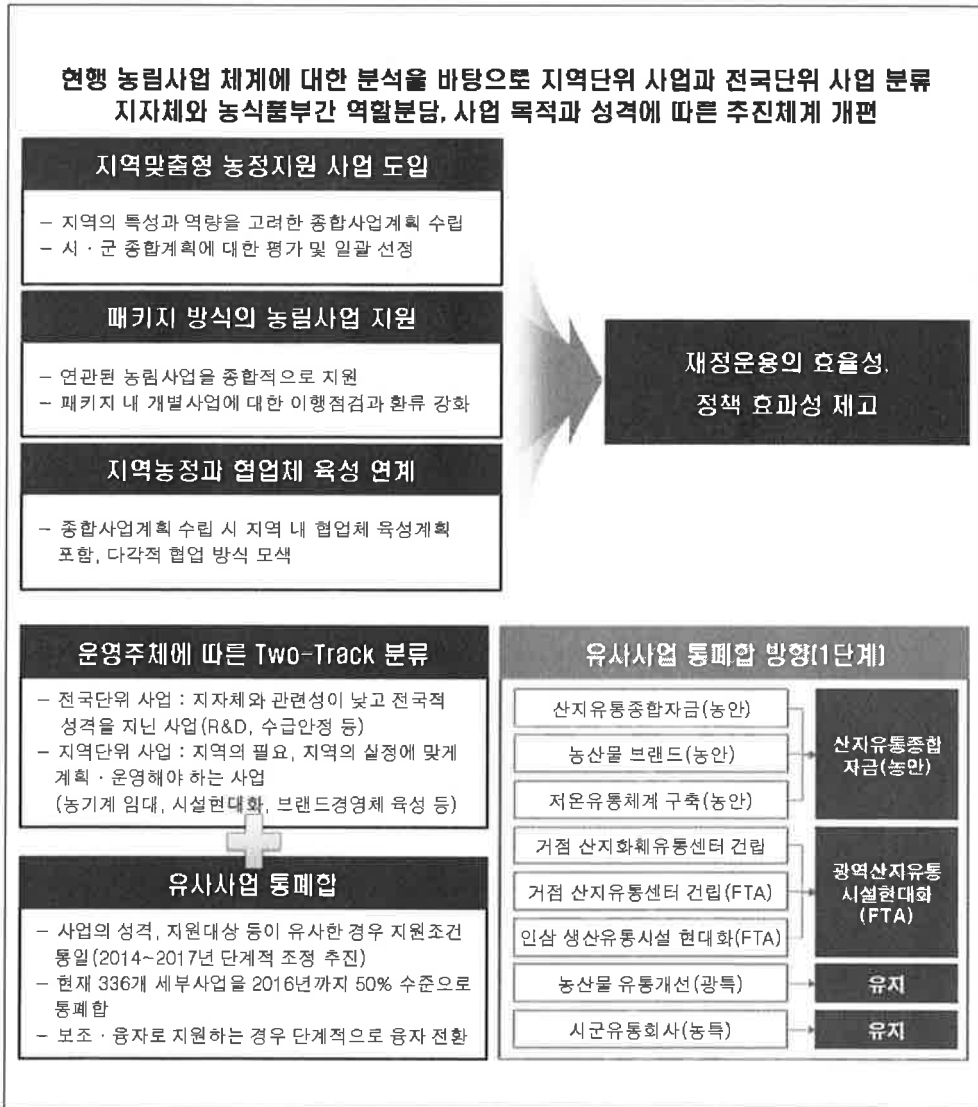 현행 농림사업 체계에 대한 분석을 바탕으로 지역단위 사업과 전국단위 사업 분류
지자체와 농식품부간 역할분담, 사업 목적과 성격에 따른 추진체계 개편
지역맞춤형 농정지원 사업 도입
– 지역의 특성과 역량을 고려한 종합사업계획 수립
– 시 · 군 종합계획에 대한 평가 및 일괄 선정
패키지 방식의 농림사업 지원
– 연관된 농림사업을 종합적으로 지원
– 패키지 내 개별사업에 대한 이행점검과 환류 강화
지역농정과 협업체 육성 연계
– 종합사업계획 수립 시 지역 내 협업체 육성계획
포함, 다각적 협업 방식 모색
재정운용의 효율성,
정책 효과성 제고
운영주체에 따른 Two-Track 분류
– 전국단위 사업 : 지자체와 관련성이 낮고 전국적
성격을 지닌 사업(R&D, 수급안정 등)
– 지역단위 사업 : 지역의 필요, 지역의 실정에 맞게
계획 · 운영해야 하는 사업
(농기계 임대, 시설현대화, 브랜드경영체 육성 등)
유사사업 통폐합
– 사업의 성격, 지원대상 등이 유사한 경우 지원조건
통일(2014~2017년 단계적 조정 추진)
– 현재 336개 세부사업을 2016년까지 50% 수준으로
통폐합
– 보조 · 융자로 지원하는 경우 단계적으로 융자 전환
유사사업 통폐합 방향(1단계)
산지유통종합자금(농안)
농산물 브랜드(농안)
저온유통체계 구축(농안)
산지유통종합
자금(농안)
거점 산지화훼유통센터 건립
거점 산지유통센터 건립(FTA)
인삼 생산유통시설 현대화(FTA)
광역산지유통
시설현대화
(FTA)
농산물 유통개선(광특)
유지
시군유통회사(농특)
유지